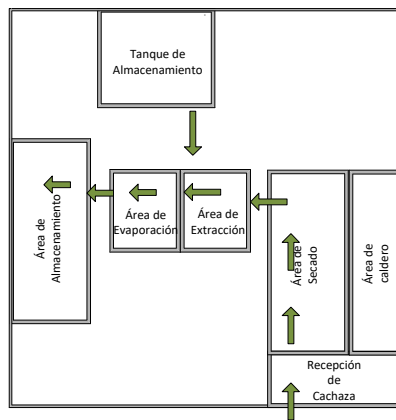 Tanque de
Almacenamiento
Área de
Almacenamiento
Área de
Evaporación
Área de
Extracción
Área de
Secado
Área de
caldero
Recepción
de
Cachaza